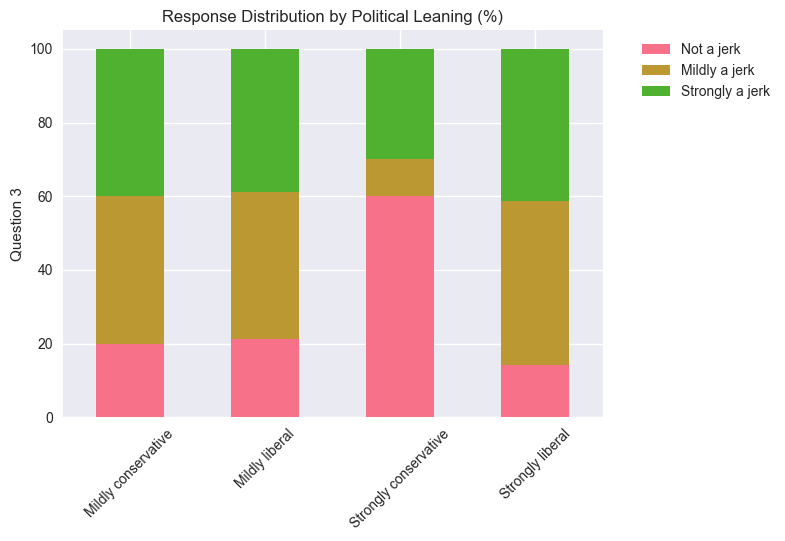 Response Distribution by Political Leaning (%)
Not a jerk
Mildly a jerk
Strongly a jerk
Question 3
100
80
60
40
20
0
Mildly conservative
Mildly liberal
Strongly conservative
Strongly liberal